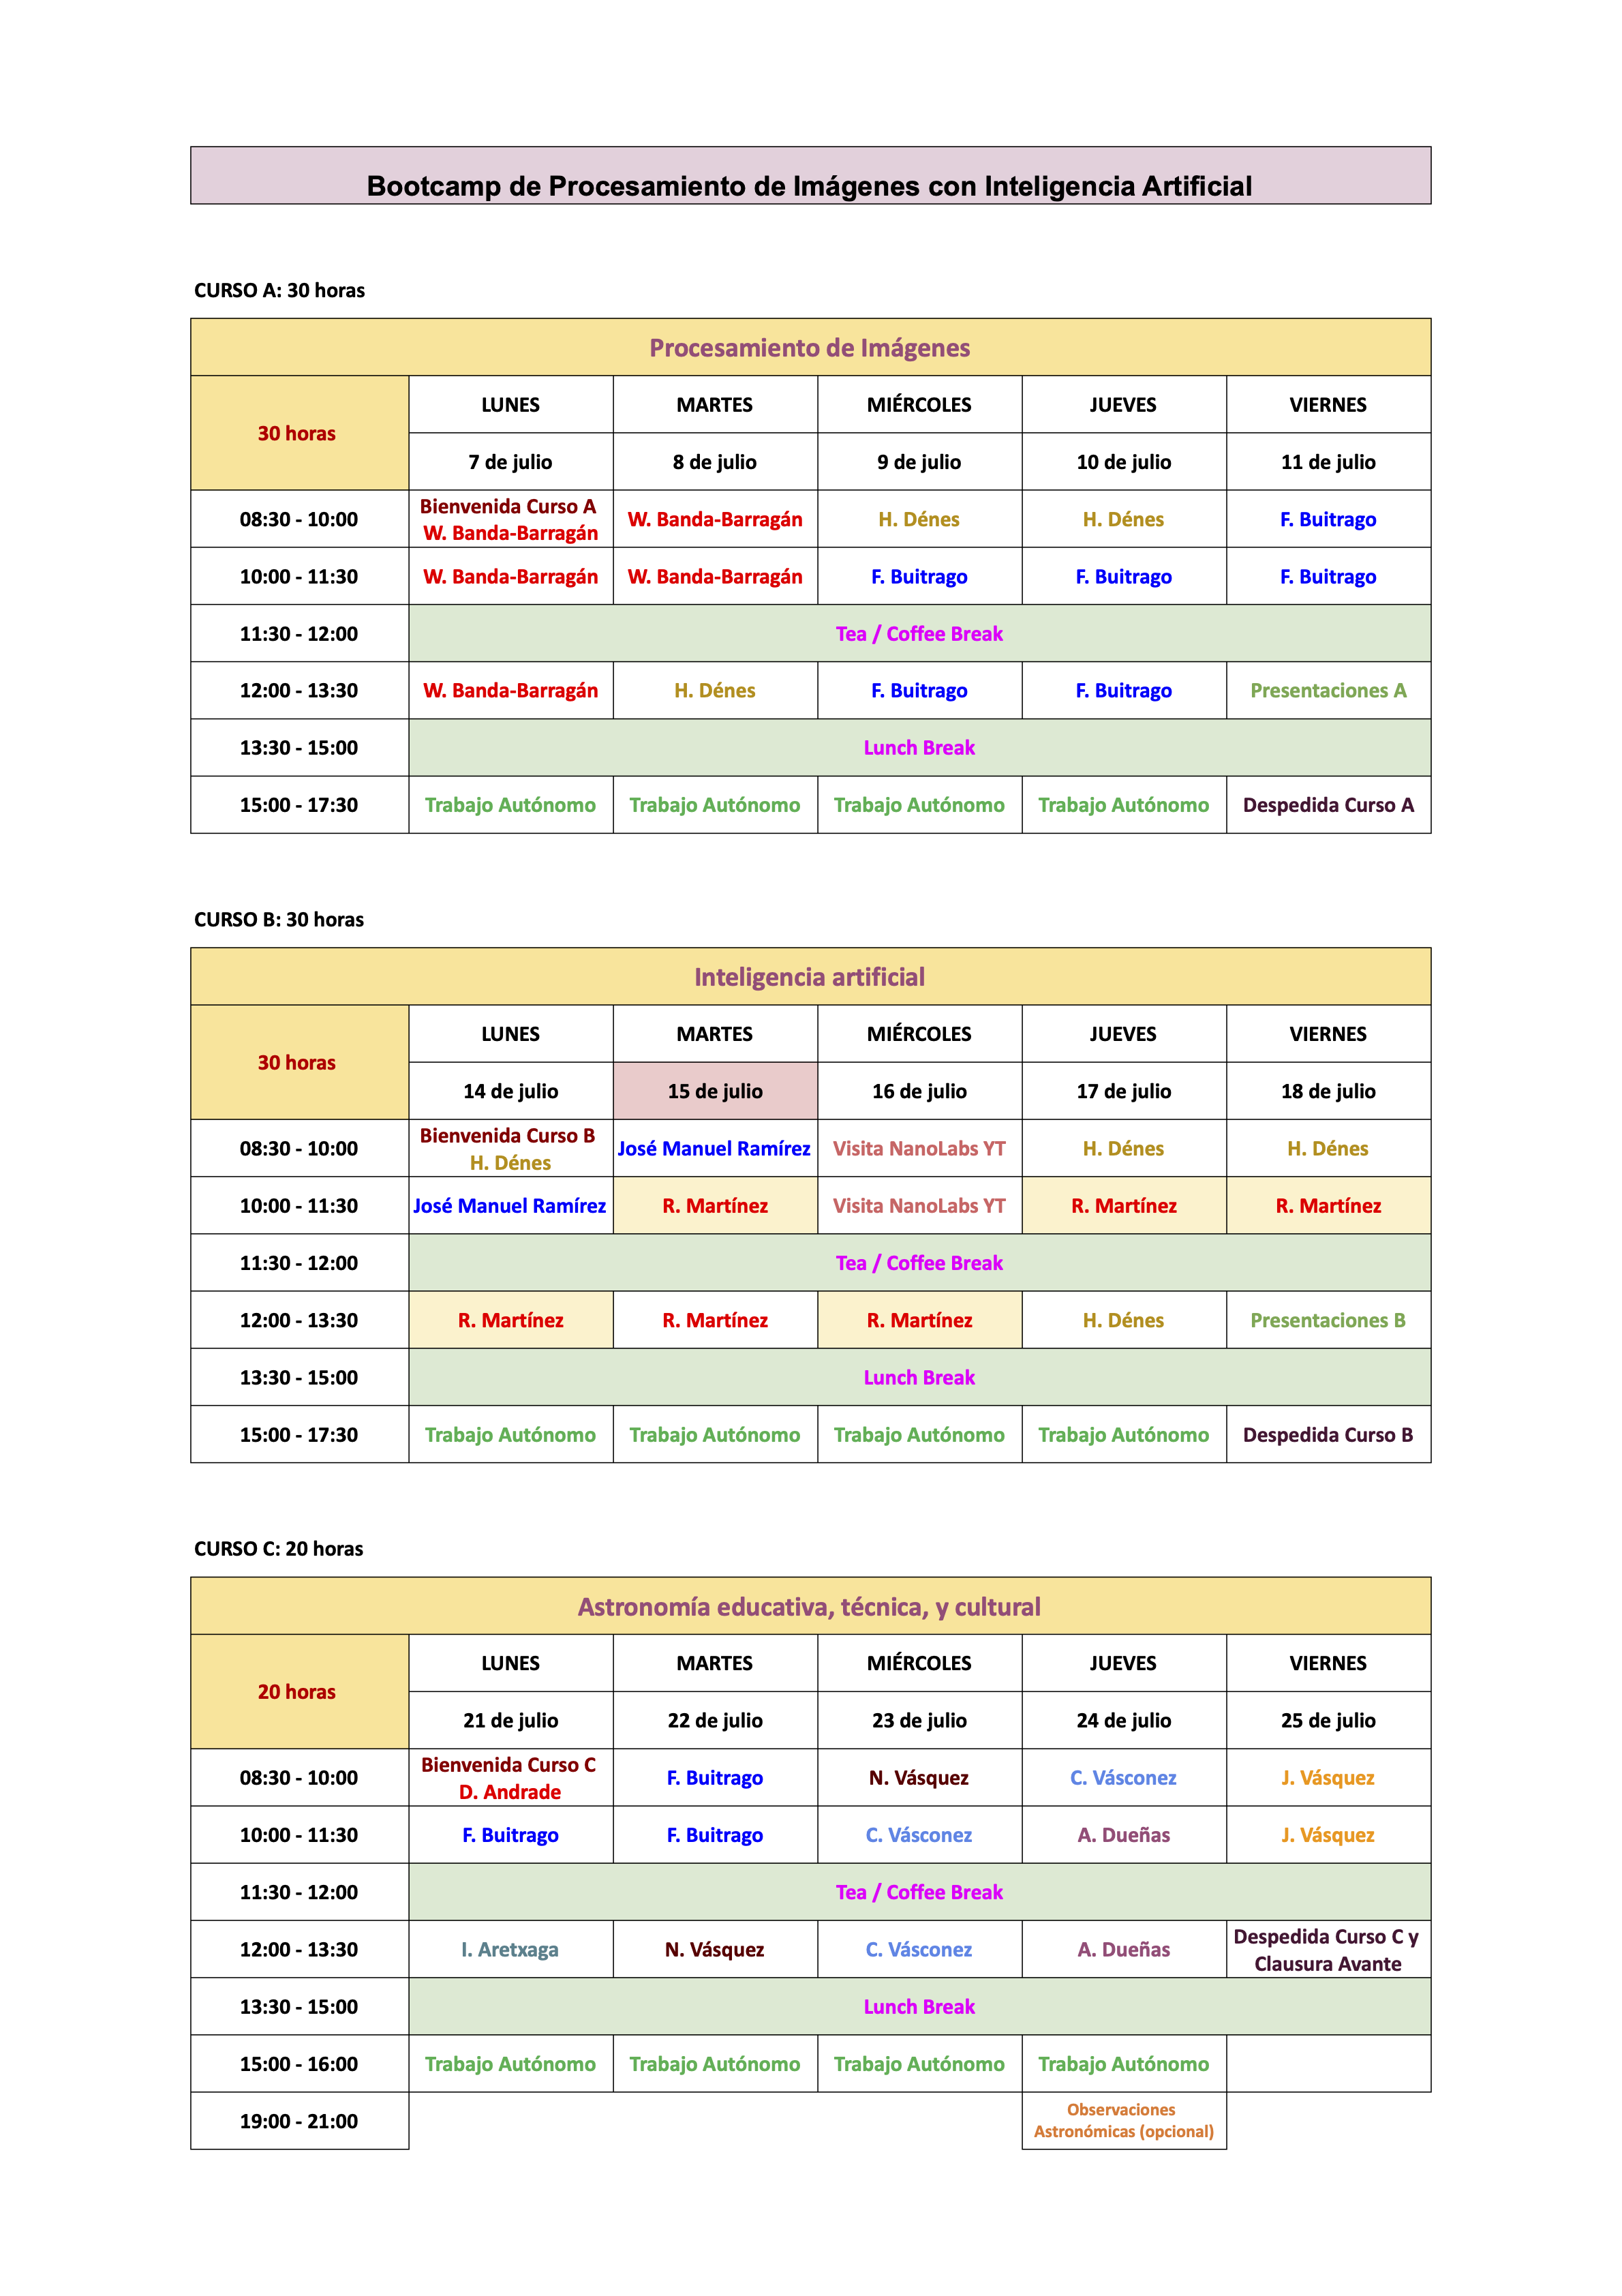 Bootcamp de Procesamiento de Imágenes con Inteligencia Artificial
CURSO A: 30 horas
Procesamiento de Imágenes
30 horas
LUNES MARTES MIÉRCOLES JUEVES VIERNES
7 de julio 8 de julio 9 de julio 10 de julio 11 de julio
08:30 - 10:00 Bienvenida Curso A W. Banda-Barragán W. Banda-Barragán H. Dénes H. Dénes F. Buitrago
10:00 - 11:30 W. Banda-Barragán W. Banda-Barragán F. Buitrago F. Buitrago F. Buitrago
11:30 - 12:00 Tea / Coffee Break
12:00 - 13:30 W. Banda-Barragán H. Dénes F. Buitrago F. Buitrago Presentaciones A
13:30 - 15:00 Lunch Break
15:00 - 17:30 Trabajo Autónomo Trabajo Autónomo Trabajo Autónomo Trabajo Autónomo Despedida Curso A
CURSO B: 30 horas
Inteligencia artificial
30 horas
LUNES MARTES MIÉRCOLES JUEVES VIERNES
14 de julio 15 de julio 16 de julio 17 de julio 18 de julio
08:30 - 10:00 Bienvenida Curso B H. Dénes José Manuel Ramírez Visita NanoLabs YT H. Dénes H. Dénes
10:00 - 11:30 José Manuel Ramírez R. Martínez Visita NanoLabs YT R. Martínez R. Martínez
11:30 - 12:00 Tea / Coffee Break
12:00 - 13:30 R. Martínez R. Martínez R. Martínez H. Dénes Presentaciones B
13:30 - 15:00 Lunch Break
15:00 - 17:30 Trabajo Autónomo Trabajo Autónomo Trabajo Autónomo Trabajo Autónomo Despedida Curso B
CURSO C: 20 horas
Astronomía educativa, técnica, y cultural
20 horas
LUNES MARTES MIÉRCOLES JUEVES VIERNES
21 de julio 22 de julio 23 de julio 24 de julio 25 de julio
08:30 - 10:00 Bienvenida Curso C D. Andrade F. Buitrago N. Vásquez C. Vásconez J. Vásquez
10:00 - 11:30 F. Buitrago F. Buitrago C. Vásconez A. Dueñas J. Vásquez
11:30 - 12:00 Tea / Coffee Break
12:00 - 13:30 I. Aretxaga N. Vásquez C. Vásconez A. Dueñas Despedida Curso C y Clausura Avante
13:30 - 15:00 Lunch Break
15:00 - 16:00 Trabajo Autónomo Trabajo Autónomo Trabajo Autónomo Trabajo Autónomo
19:00 - 21:00 Observaciones Astronómicas (opcional)